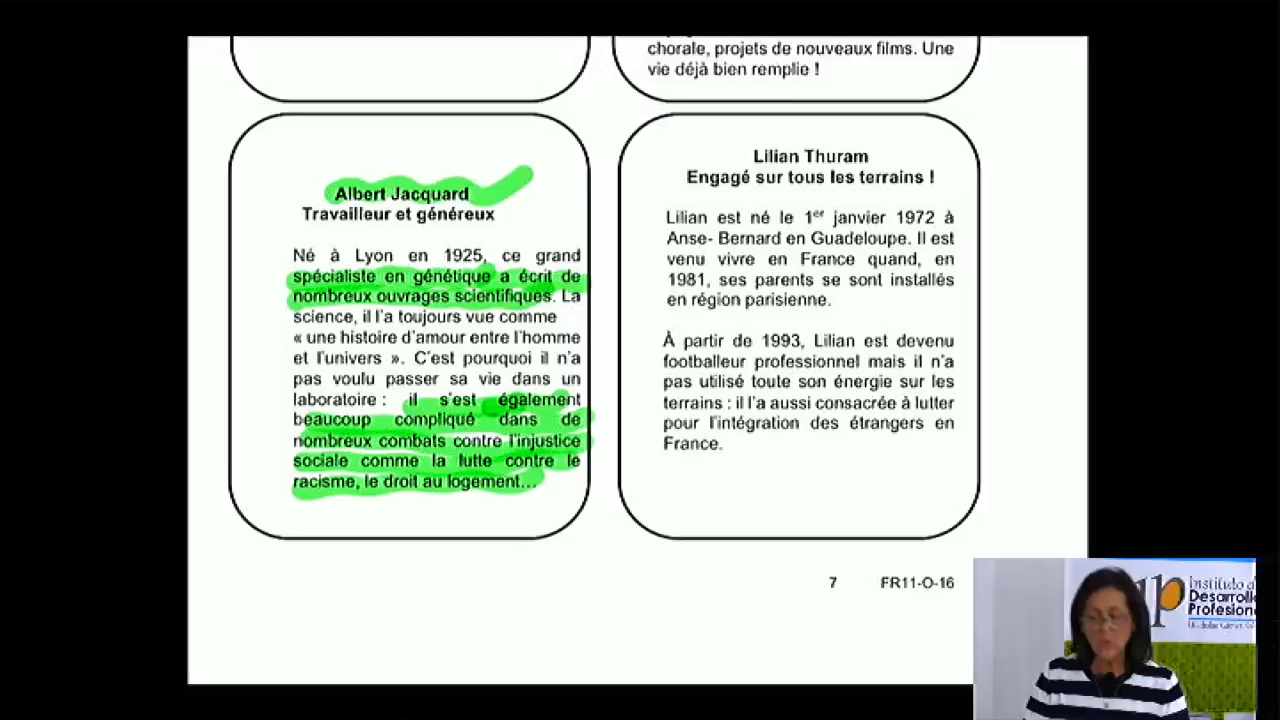 chorale, projets de nouveaux films. Une
vie déjà bien remplie !
Albert Jacquard
Travailleur et généreux
Né à Lyon en 1925, ce grand
spécialiste en génétique a écrit de
nombreux ouvrages scientifiques. La
science, il l'a toujours vue comme
« une histoire d'amour entre l'homme
et l'univers ». C'est pourquoi il n'a
pas voulu passer sa vie dans un
laboratoire : il s'est également
beaucoup compliqué dans de
nombreux combats contre l'injustice
sociale comme la lutte contre le
racisme, le droit au logement…
Lilian Thuram
Engagé sur tous les terrains !
Lilian est né le 1er janvier 1972 à
Anse- Bernard en Guadeloupe. Il est
venu vivre en France quand, en
1981, ses parents se sont installés
en région parisienne.
À partir de 1993, Lilian est devenu
footballeur professionnel mais il n'a
pas utilisé toute son énergie sur les
terrains : il l'a aussi consacrée à lutter
pour l'intégration des étrangers en
France.
7 FR11-O-16
Instituto
Desarroll
Profesion